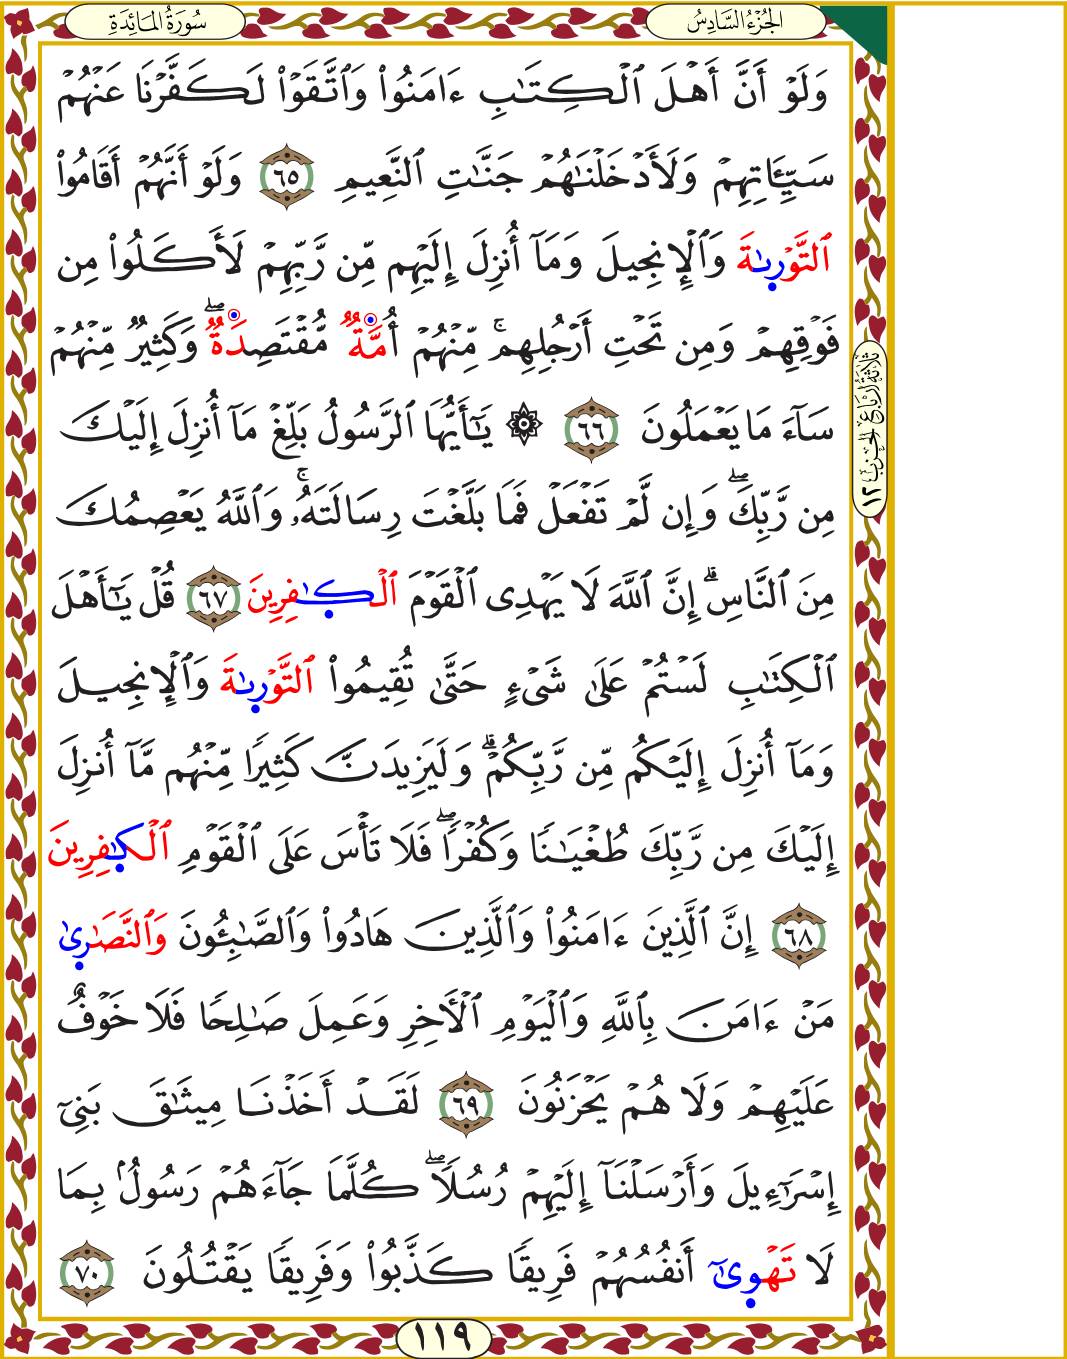 سُورَةُ المَائِدَةِ
الجُزْءُ السَّادِسُ
وَلَوۡ أَنَّ أَهۡلَ ٱلۡكِتَٰبِ ءَامَنُواْ وَٱتَّقَوۡاْ لَكَفَّرۡنَا عَنۡهُمۡ
سَيِّـَٔاتِهِمۡ وَلَأَدۡخَلۡنَٰهُمۡ جَنَّٰتِ ٱلنَّعِيمِ ٦٥ وَلَوۡ أَنَّهُمۡ أَقَامُواْ
ٱلتَّوۡرٜىٰةَ وَٱلۡإِنجِيلَ وَمَآ أُنزِلَ إِلَيۡهِم مِّن رَّبِّهِمۡ لَأَكَلُواْ مِن
فَوۡقِهِمۡ وَمِن تَحۡتِ أَرۡجُلِهِمۚ مِّنۡهُمۡ أُمَّةٞ مُّقۡتَصِدَةٞۖ وَكَثِيرٞ مِّنۡهُمۡ
سَآءَ مَا يَعۡمَلُونَ ٦٦ ۞ يَٰٓأَيُّهَا ٱلرَّسُولُ بَلِّغۡ مَآ أُنزِلَ إِلَيۡكَ
مِن رَّبِّكَۖ وَإِن لَّمۡ تَفۡعَلۡ فَمَا بَلَّغۡتَ رِسَالَتَهُۥۚ وَٱللَّهُ يَعۡصِمُكَ
مِنَ ٱلنَّاسِۗ إِنَّ ٱللَّهَ لَا يَهۡدِي ٱلۡقَوۡمَ ٱلۡكٰٜفِرِينَ ٦٧ قُلۡ يَٰٓأَهۡلَ
ٱلۡكِتَٰبِ لَسۡتُمۡ عَلَىٰ شَيۡءٍ حَتَّىٰ تُقِيمُواْ ٱلتَّوۡرٜىٰةَ وَٱلۡإِنجِيلَ
وَمَآ أُنزِلَ إِلَيۡكُم مِّن رَّبِّكُمۡۗ وَلَيَزِيدَنَّ كَثِيرٗا مِّنۡهُم مَّآ أُنزِلَ
إِلَيۡكَ مِن رَّبِّكَ طُغۡيَٰنٗا وَكُفۡرٗاۖ فَلَا تَأۡسَ عَلَى ٱلۡقَوۡمِ ٱلۡكٰٜفِرِينَ
٦٨ إِنَّ ٱلَّذِينَ ءَامَنُواْ وَٱلَّذِينَ هَادُواْ وَٱلصَّٰبِـُٔونَ وَٱلنَّصَٰرٜىٰ
مَنۡ ءَامَنَ بِٱللَّهِ وَٱلۡيَوۡمِ ٱلۡأٓخِرِ وَعَمِلَ صَٰلِحٗا فَلَا خَوۡفٌ
عَلَيۡهِمۡ وَلَا هُمۡ يَحۡزَنُونَ ٦٩ لَقَدۡ أَخَذۡنَا مِيثَٰقَ بَنِيٓ
إِسۡرَٰٓءِيلَ وَأَرۡسَلۡنَآ إِلَيۡهِمۡ رُسُلٗاۖ كُلَّمَا جَآءَهُمۡ رَسُولُۢ بِمَا
لَا تَهۡوٜىٰٓ أَنفُسُهُمۡ فَرِيقٗا كَذَّبُواْ وَفَرِيقٗا يَقۡتُلُونَ ٧٠
ثَلَاثَةُ أَرْبَاعِ الحِزْبِ ١٢
١١٩